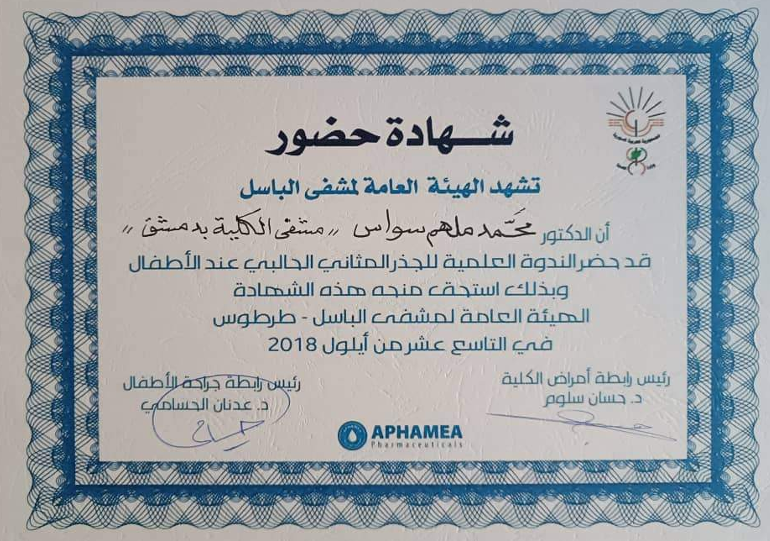 شهادة حضور
تشهد الهيئة العامة لمشفى الباسل
أن الدكتور محمد ملهم سواس "مشفى الكلية بدمشق"
قد حضر الندوة العلمية للجذر المثاني الحالبي عند الأطفال
وبذلك استحق منحه هذه الشهادة
الهيئة العامة لمشفى الباسل - طرطوس
في التاسع عشر من أيلول 2018
رئيس رابطة أمراض الكلية
د. حسان سلوم
رئيس رابطة جراحة الأطفال
د. عدنان الحسامي
APHAMEA
Pharmaceuticals